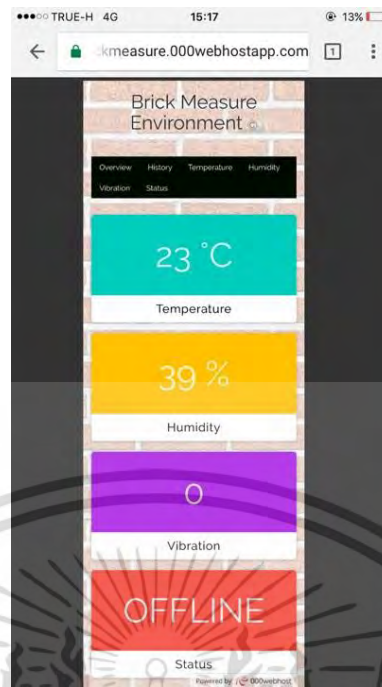 TRUE-H 4G 15:17 13%
ckmeasure.000webhostapp.com 1
Brick Measure
Environment
Overview History Temperature Humidity
Vibration Status
23 °C
Temperature
39 %
Humidity
0
Vibration
OFFLINE
Status
Powered by 000webhost